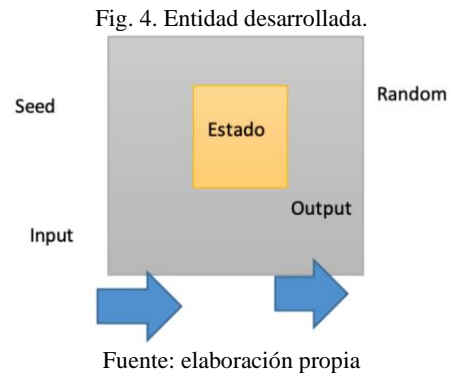 Fig. 4. Entidad desarrollada.
Seed
Random
Estado
Output
Input
Fuente: elaboración propia